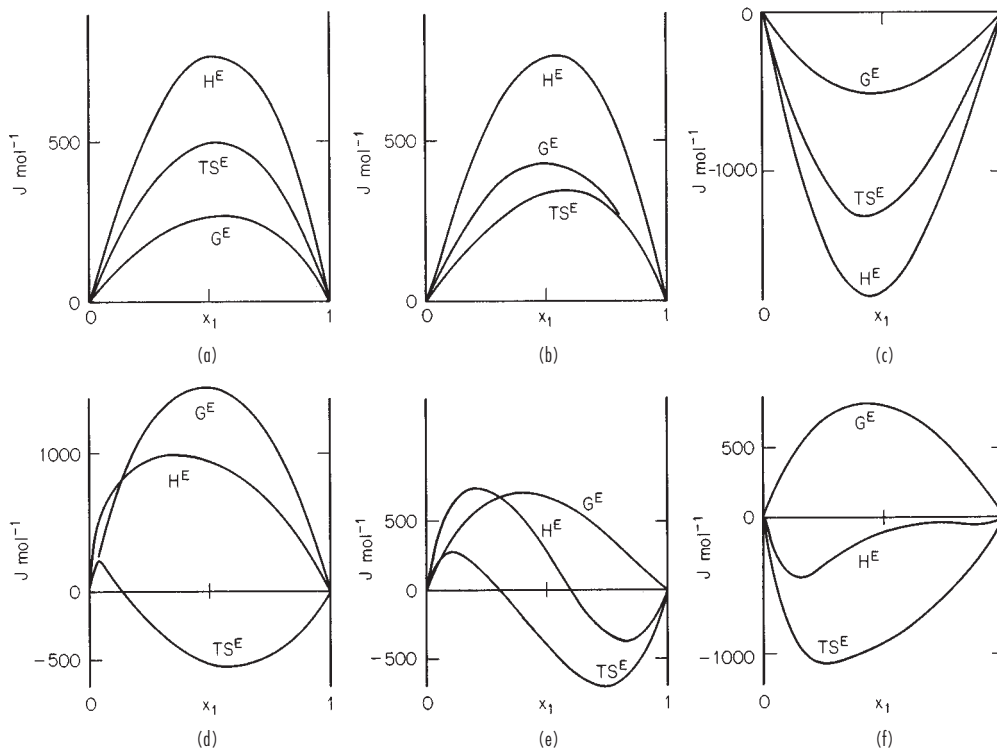 J mol⁻¹
500
0
Hᴱ
TSᴱ
Gᴱ
0
x₁
1
(a)
J mol⁻¹
500
0
Hᴱ
Gᴱ
TSᴱ
0
x₁
1
(b)
J mol⁻¹
0
-1000
Gᴱ
TSᴱ
Hᴱ
0
x₁
(c)
J mol⁻¹
1000
0
-500
Gᴱ
Hᴱ
TSᴱ
0
x₁
1
(d)
J mol⁻¹
500
0
-500
Gᴱ
Hᴱ
TSᴱ
0
x₁
1
(e)
J mol⁻¹
500
0
-1000
Gᴱ
Hᴱ
TSᴱ
0
x₁
(f)